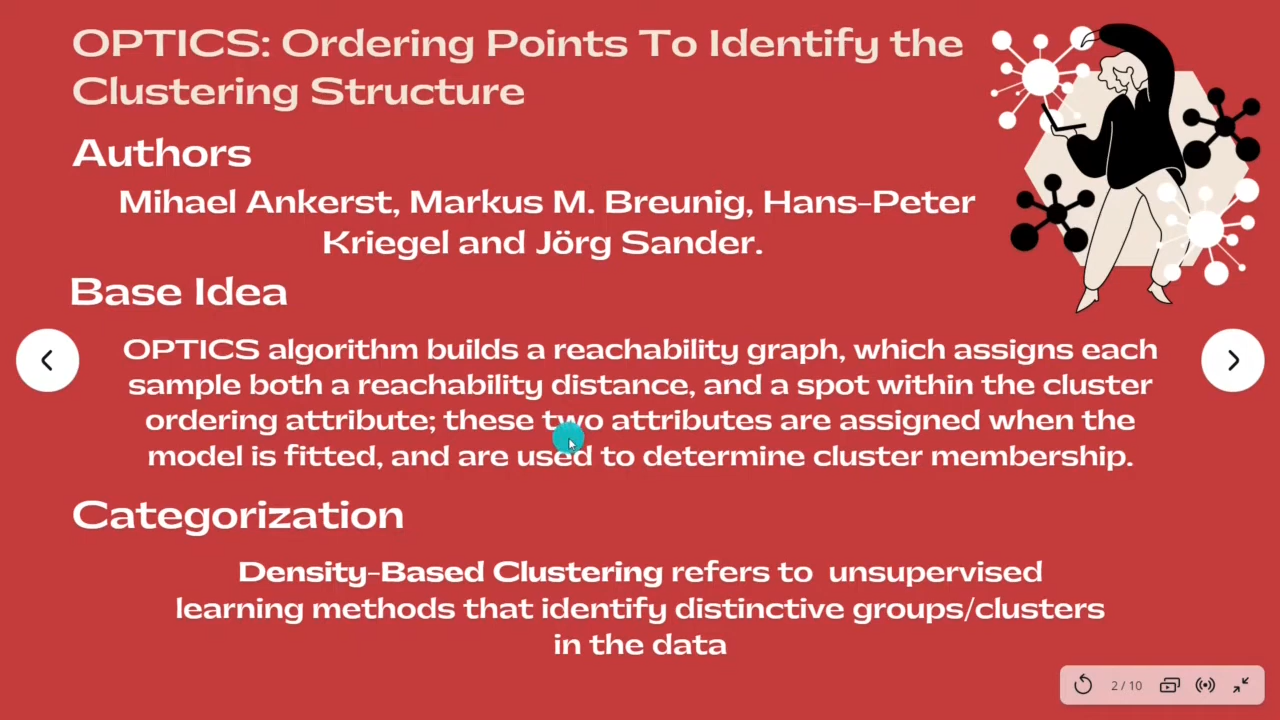 OPTICS: Ordering Points To Identify the
Clustering Structure
Authors
Mihael Ankerst, Markus M. Breunig, Hans-Peter
Kriegel and Jörg Sander.
Base Idea
OPTICS algorithm builds a reachability graph, which assigns each
sample both a reachability distance, and a spot within the cluster
ordering attribute; these two attributes are assigned when the
model is fitted, and are used to determine cluster membership.
Categorization
Density-Based Clustering refers to unsupervised
learning methods that identify distinctive groups/clusters
in the data
2 / 10